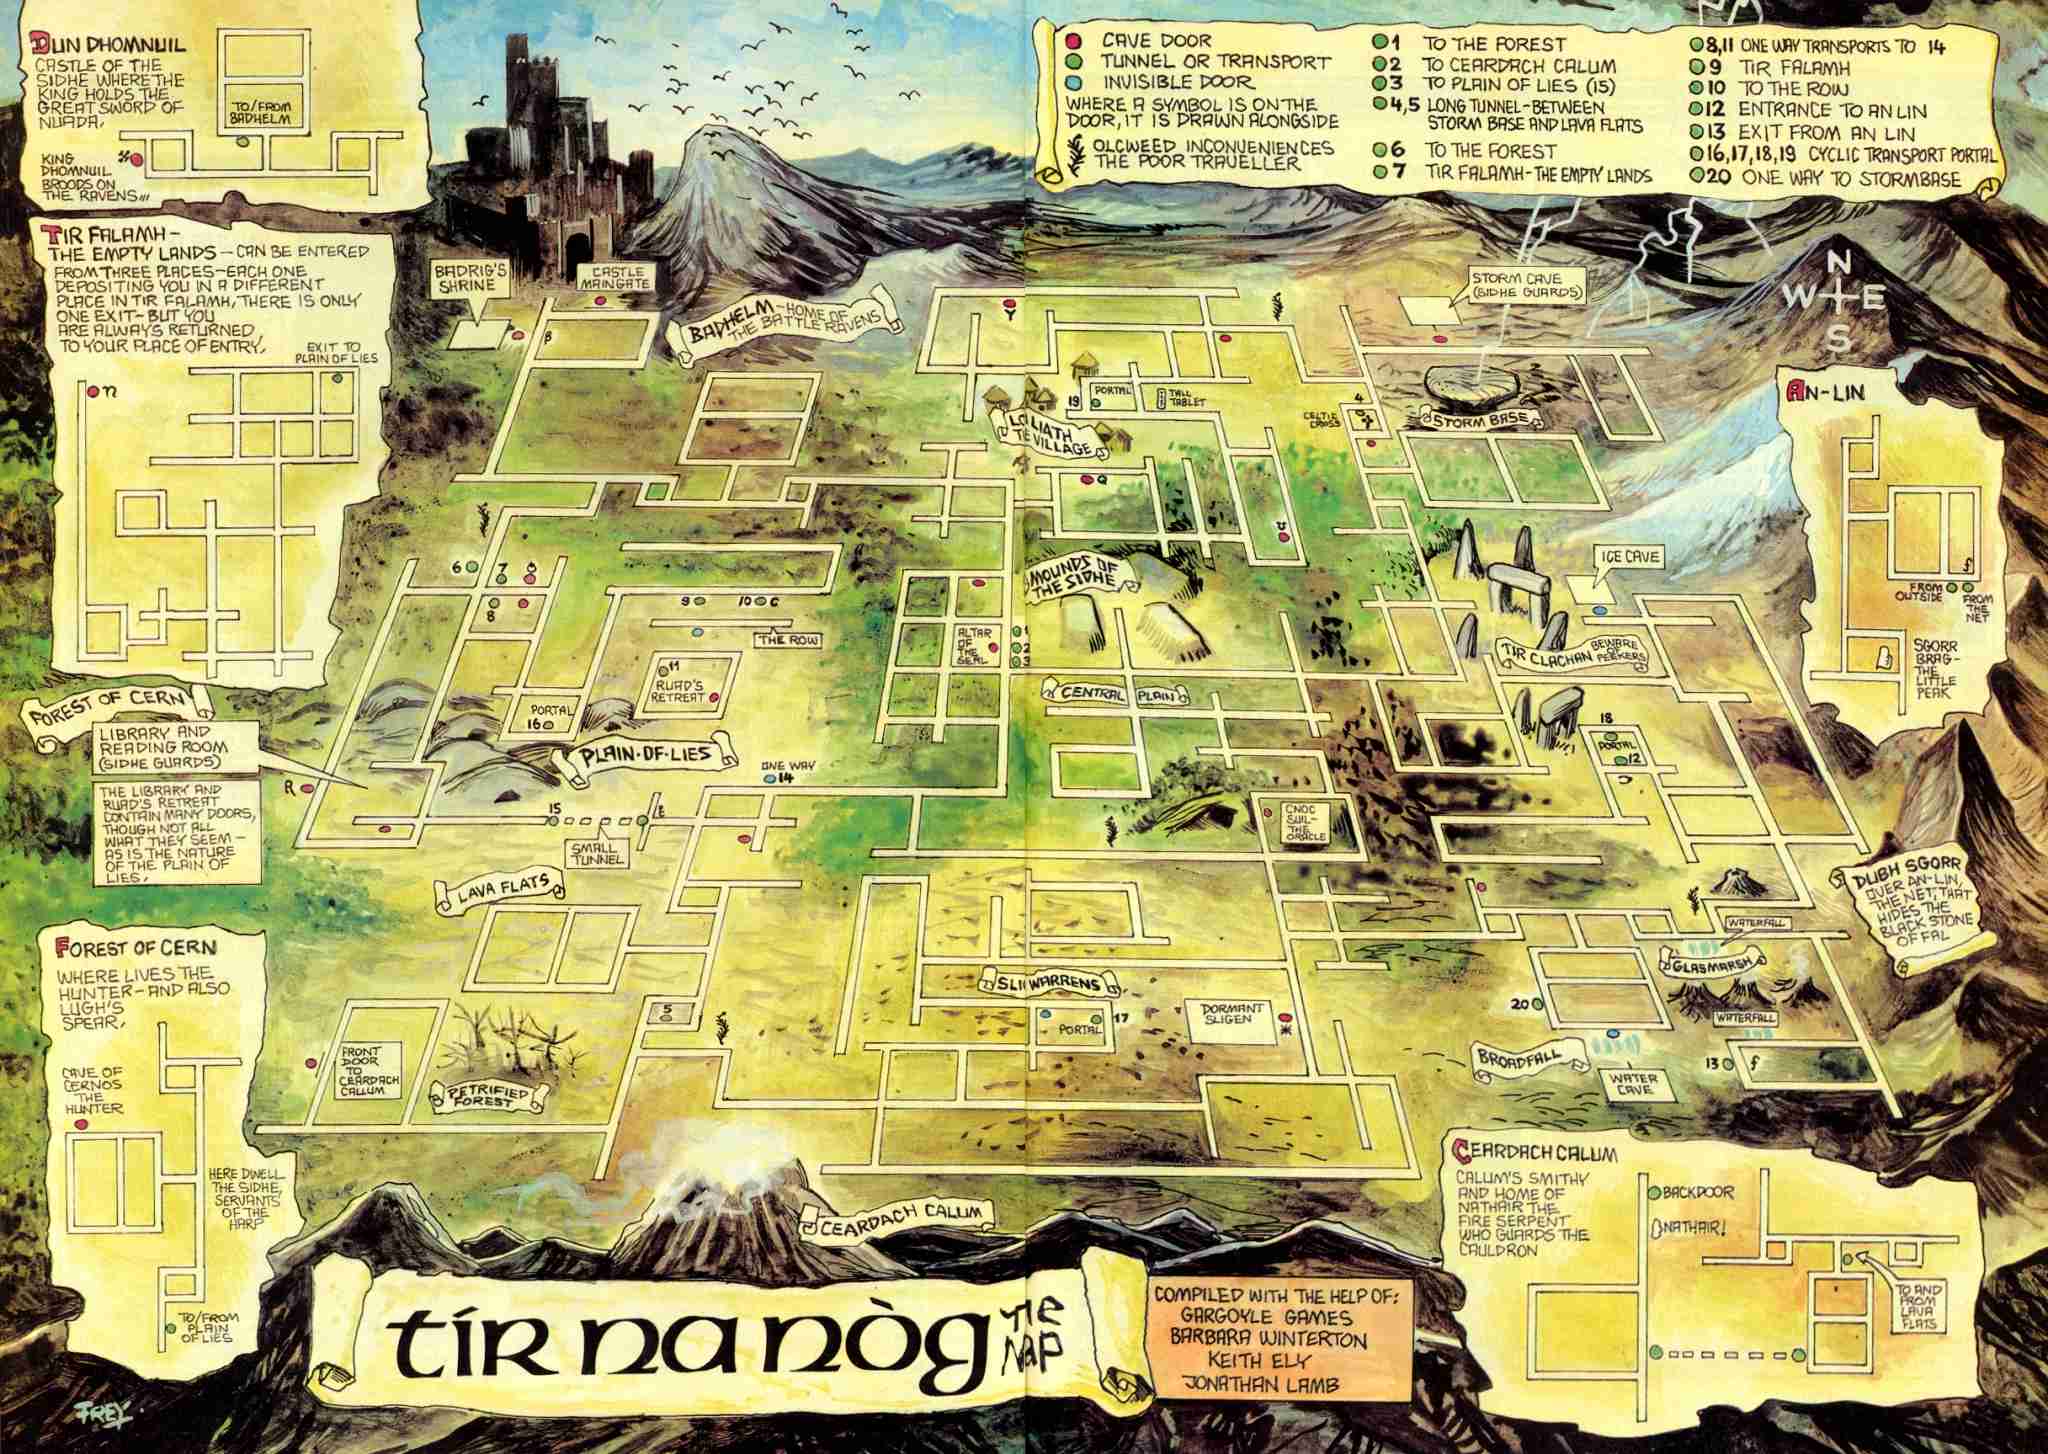 DUN DHOMNUIL
CASTLE OF THE
SIDHE WHERE THE
KING HOLDS THE
GREAT SWORD OF
NUADA.
TO/FROM
BADHELM
KING
DHOMNUIL
BROODS ON
THE RAVENS...
TIR FALAMH-
THE EMPTY LANDS - CAN BE ENTERED
FROM THREE PLACES-EACH ONE
DEPOSITING YOU IN A DIFFERENT
PLACE IN TIR FALAMH, THERE IS ONLY
ONE EXIT-BUT YOU
ARE ALWAYS RETURNED
TO YOUR PLACE OF ENTRY.
EXIT TO
PLAIN OF LIES
n
CAVE DOOR
TUNNEL OR TRANSPORT
INVISIBLE DOOR
WHERE A SYMBOL IS ON THE
DOOR, IT IS DRAWN ALONGSIDE
OLCWEED INCONVENIENCES
THE POOR TRAVELLER
1 TO THE FOREST
2 TO CEARDACH CALUM
3 TO PLAIN OF LIES (15)
4,5 LONG TUNNEL-BETWEEN
STORM BASE AND LAVA FLATS
6 TO THE FOREST
7 TIR FALAMH-THE EMPTY LANDS
8,11 ONE WAY TRANSPORTS TO 14
9 TIR FALAMH
10 TO THE ROW
12 ENTRANCE TO AN LIN
13 EXIT FROM AN LIN
16,17,18,19 CYCLIC TRANSPORT PORTAL
20 ONE WAY TO STORMBASE
N
W E
S
BADRIG'S
SHRINE
CASTLE
MAINGATE
BADHELM-HOME OF
THE BATTLE RAVENS
B
Y
STORM CAVE
(SIDHE GUARDS)
19
PORTAL
TALL
TABLET
4
CELTIC
CROSS
STORM BASE
LOLIATH
THE VILLAGE
Q
AN-LIN
FROM
OUTSIDE
FROM
THE
NET
SGORR
BRAG-
THE
LITTLE
PEAK
MOUNDS OF
THE SIDHE
ICE CAVE
TIR CLACHAN BEWARE
OF PEEKERS
6
7
8
9
10 C
THE ROW
11
RUAD'S
RETREAT
ALTAR
OF
THE
SEAL
1
2
3
CENTRAL PLAIN
18
PORTAL
12
PORTAL
16
PLAIN-OF-LIES
FOREST OF CERN
LIBRARY AND
READING ROOM
(SIDHE GUARDS)
R
THE LIBRARY AND
RUAD'S RETREAT
CONTAIN MANY DOORS,
THOUGH NOT ALL
WHAT THEY SEEM-
AS IS THE NATURE
OF THE PLAIN OF
LIES.
ONE WAY
14
15
SMALL
TUNNEL
CNOC
SUIL-
THE
ORACLE
LAVA FLATS
DUBH SGORR
OVER AN-LIN,
THE NET, THAT
HIDES THE
BLACK STONE
OF FAL
WATERFALL
GLASMARSH
WATERFALL
20
13
f
BROADFALL
WATER
CAVE
SLIGWARRENS
PORTAL
17
DORMANT
SLIGEN
5
FRONT
DOOR
TO
CEARDACH
CALLUM
PETRIFIED
FOREST
FOREST OF CERN
WHERE LIVES THE
HUNTER-AND ALSO
LUGH'S
SPEAR.
CAVE OF
CERNOS
THE
HUNTER
HERE DWELL
THE SIDHE,
SERVANTS
OF THE
HARP
TO/FROM
PLAIN
OF LIES
CEARDACH CALUM
CEARDACH CALUM
CALUM'S SMITHY
AND HOME OF
NATHAIR THE
FIRE SERPENT
WHO GUARDS THE
CAULDRON
BACKDOOR
NATHAIR!
TO AND
FROM
LAVA
FLATS
tír na nòg
THE
MAP
COMPILED WITH THE HELP OF:
GARGOYLE GAMES
BARBARA WINTERTON
KEITH ELY
JONATHAN LAMB
FREY